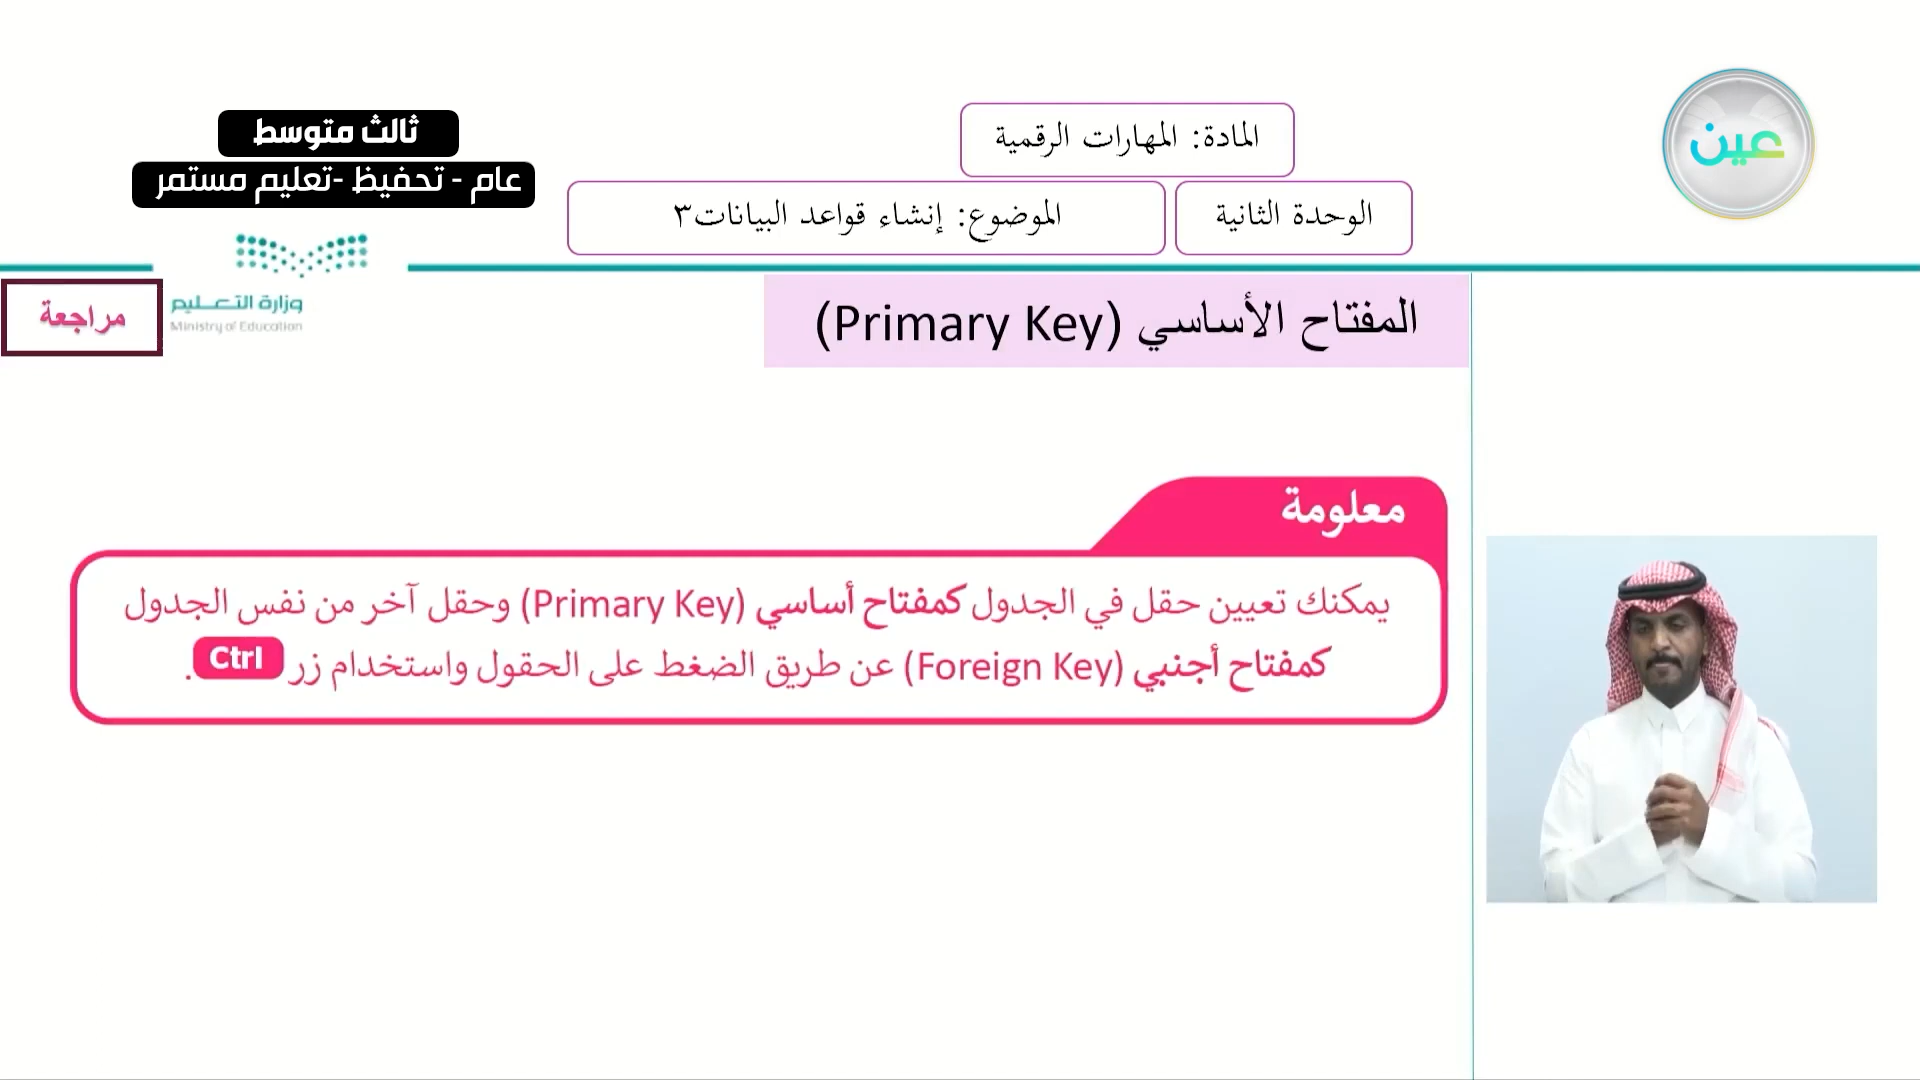 عين
المادة: المهارات الرقمية
ثالث متوسط
عام - تحفيظ -تعليم مستمر
الوحدة الثانية
الموضوع: إنشاء قواعد البيانات٣
وزارة التعليم
Ministry of Education
مراجعة
المفتاح الأساسي (Primary Key)
معلومة
يمكنك تعيين حقل في الجدول كمفتاح أساسي (Primary Key) وحقل آخر من نفس الجدول
كمفتاح أجنبي (Foreign Key) عن طريق الضغط على الحقول واستخدام زر Ctrl.